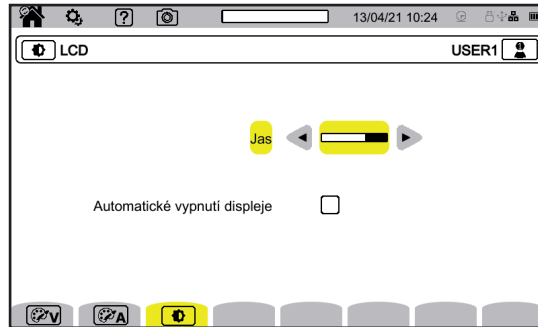 13/04/21 10:24
LCD USER1
Jas
Automatické vypnutí displeje
V A